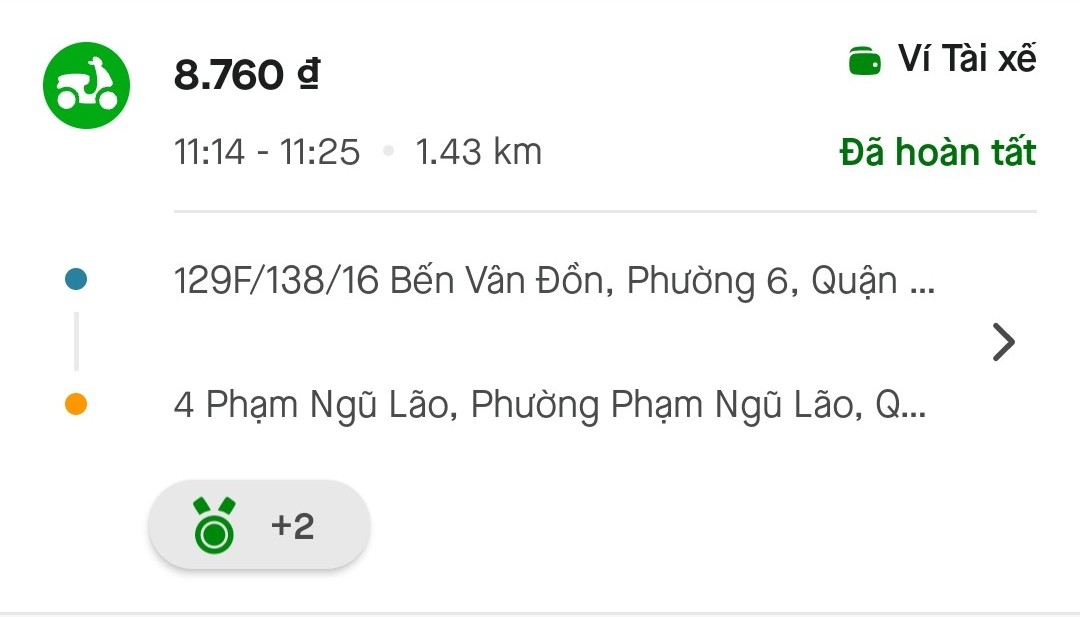 8.760 ₫
Ví Tài xế
11:14 - 11:25 • 1.43 km
Đã hoàn tất
129F/138/16 Bến Vân Đồn, Phường 6, Quận ...
4 Phạm Ngũ Lão, Phường Phạm Ngũ Lão, Q...
+2